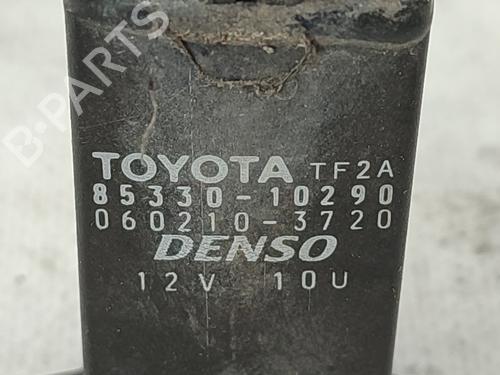 TOYOTA TF2A
85330-10290
060210-3720
DENSO
12V 10U
B-PARTS